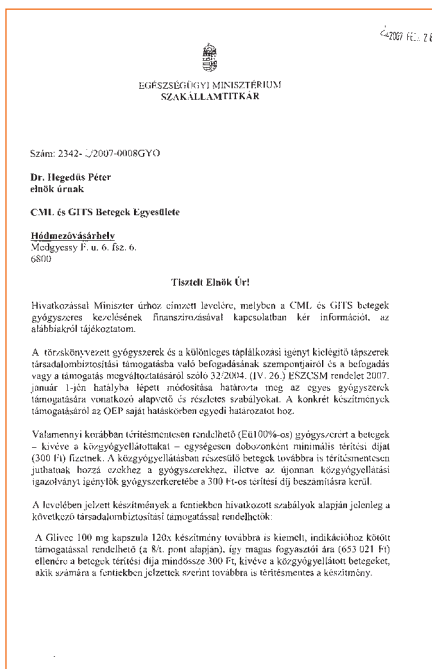 2007 FEB. 2
EGÉSZSÉGÜGYI MINISZTÉRIUM
SZAKÁLLAMTITKÁR
Szám: 2342- /2007-0008GYO
Dr. Hegedüs Péter
elnök úrnak
CML és GITS Betegek Egyesülete
Hódmezővásárhely
Medgyessy F. u. 6. fsz. 6.
6800
Tisztelt Elnök Úr!
Hivatkozással Miniszter úrhoz címzett levelére, melyben a CML és GITS betegek
gyógyszeres kezelésének finanszírozásával kapcsolatban kér információt, az
alábbiakról tájékoztatom.
A törzskönyvezett gyógyszerek és a különleges táplálkozási igényt kielégítő tápszerek
társadalombiztosítási támogatásba való befogadásának szempontjairól és a befogadás
vagy a támogatás megváltoztatásáról szóló 32/2004. (IV. 26.) ESZCSM rendelet 2007.
január 1-jén hatályba lépett módosítása határozta meg az egyes gyógyszerek
támogatására vonatkozó alapvető és részletes szabályokat. A konkrét készítmények
támogatásáról az OEP saját hatáskörben egyedi határozatot hoz.
Valamennyi korábban térítésmentesen rendelhető (Eü100%-os) gyógyszerért a betegek
– kivéve a közgyógyellátottakat – egységesen dobozonként minimális térítési díjat
(300 Ft) fizetnek. A közgyógyellátásban részesülő betegek továbbra is térítésmentesen
juthatnak hozzá ezekhez a gyógyszerekhez, illetve az újonnan közgyógyellátási
igazolványt igénylők gyógyszerkeretébe a 300 Ft-os térítési díj beszámításra kerül.
A levelében jelzett készítmények a fentiekben hivatkozott szabályok alapján jelenleg a
következő társadalombiztosítási támogatással rendelhetők:
A Glivec 100 mg kapszula 120x készítmény továbbra is kiemelt, indikációhoz kötött
támogatással rendelhető (a 8/t. pont alapján), így magas fogyasztói ára (653 021 Ft)
ellenére a betegek térítési díja mindössze 300 Ft, kivéve a közgyógyellátott betegeket,
akik számára a fentiekben jelzettek szerint továbbra is térítésmentes a készítmény.